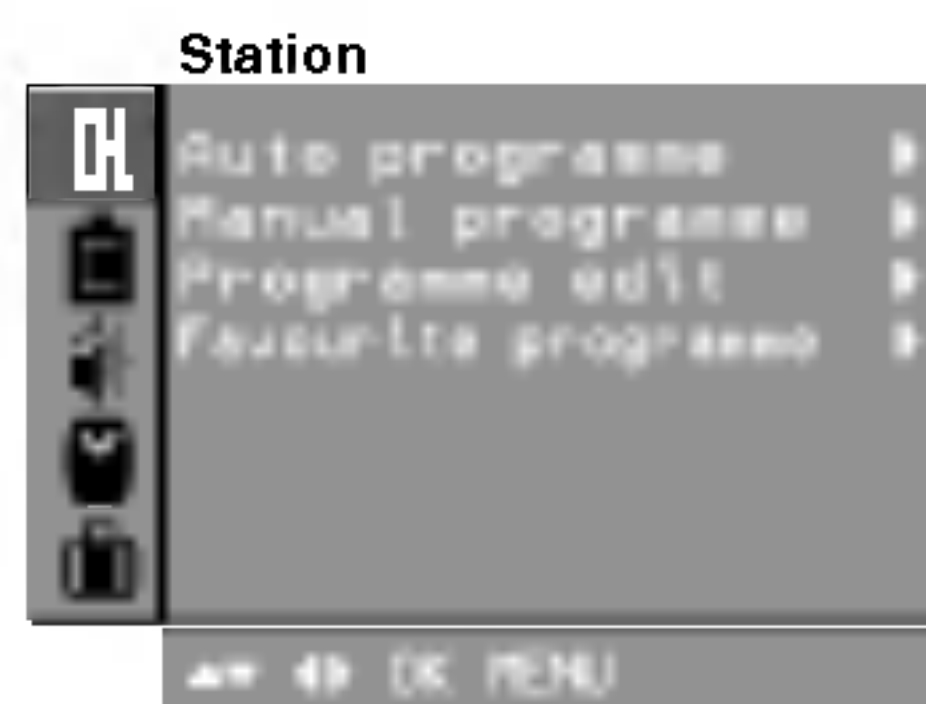 Station
CH
Auto programme
Manual programme
Programme edit
Favourite programme
OK MENU